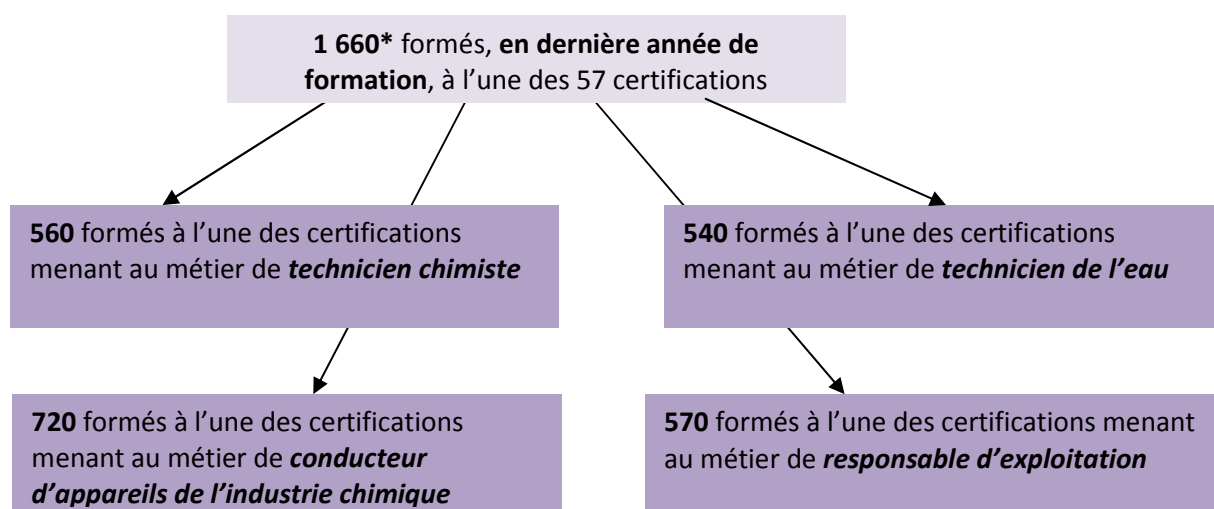 1 660* formés, en dernière année de
formation, à l’une des 57 certifications
560 formés à l’une des certifications
menant au métier de technicien chimiste
540 formés à l’une des certifications
menant au métier de technicien de l’eau
720 formés à l’une des certifications
menant au métier de conducteur
d’appareils de l’industrie chimique
570 formés à l’une des certifications menant
au métier de responsable d’exploitation